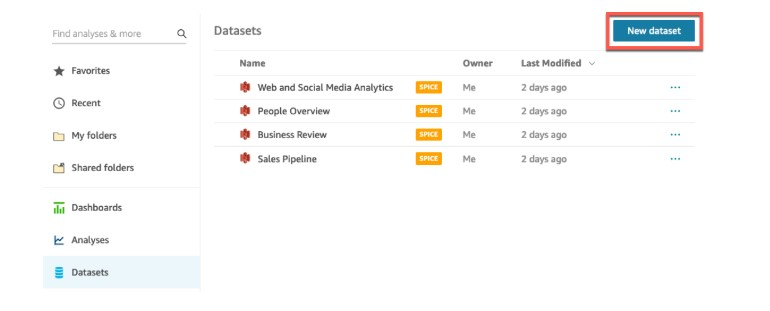 Find analyses & more
Favorites
Recent
My folders
Shared folders
Dashboards
Analyses
Datasets
Datasets
New dataset
Name Owner Last Modified
Web and Social Media Analytics SPICE Me 2 days ago
People Overview SPICE Me 2 days ago
Business Review SPICE Me 2 days ago
Sales Pipeline SPICE Me 2 days ago